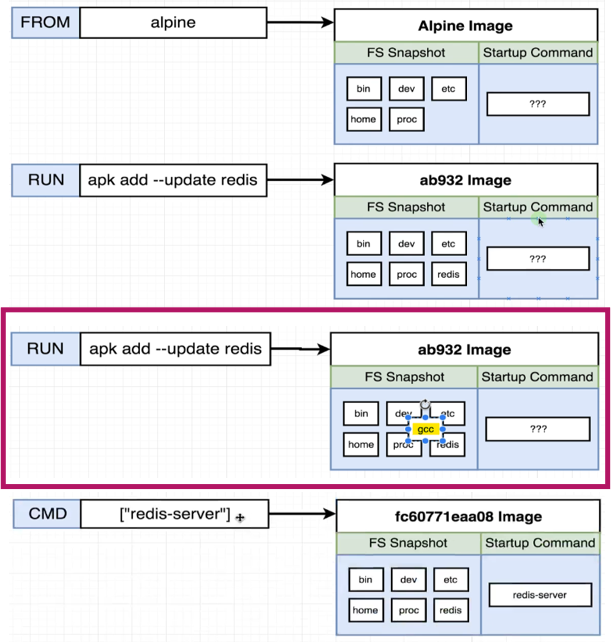 FROM alpine
Alpine Image
FS Snapshot Startup Command
bin dev etc
???
home proc
RUN apk add --update redis
ab932 Image
FS Snapshot Startup Command
bin dev etc
???
home proc redis
RUN apk add --update redis
ab932 Image
FS Snapshot Startup Command
bin dev etc
gcc ???
home proc redis
CMD ["redis-server"]
fc60771eaa08 Image
FS Snapshot Startup Command
bin dev etc
redis-server
home proc redis